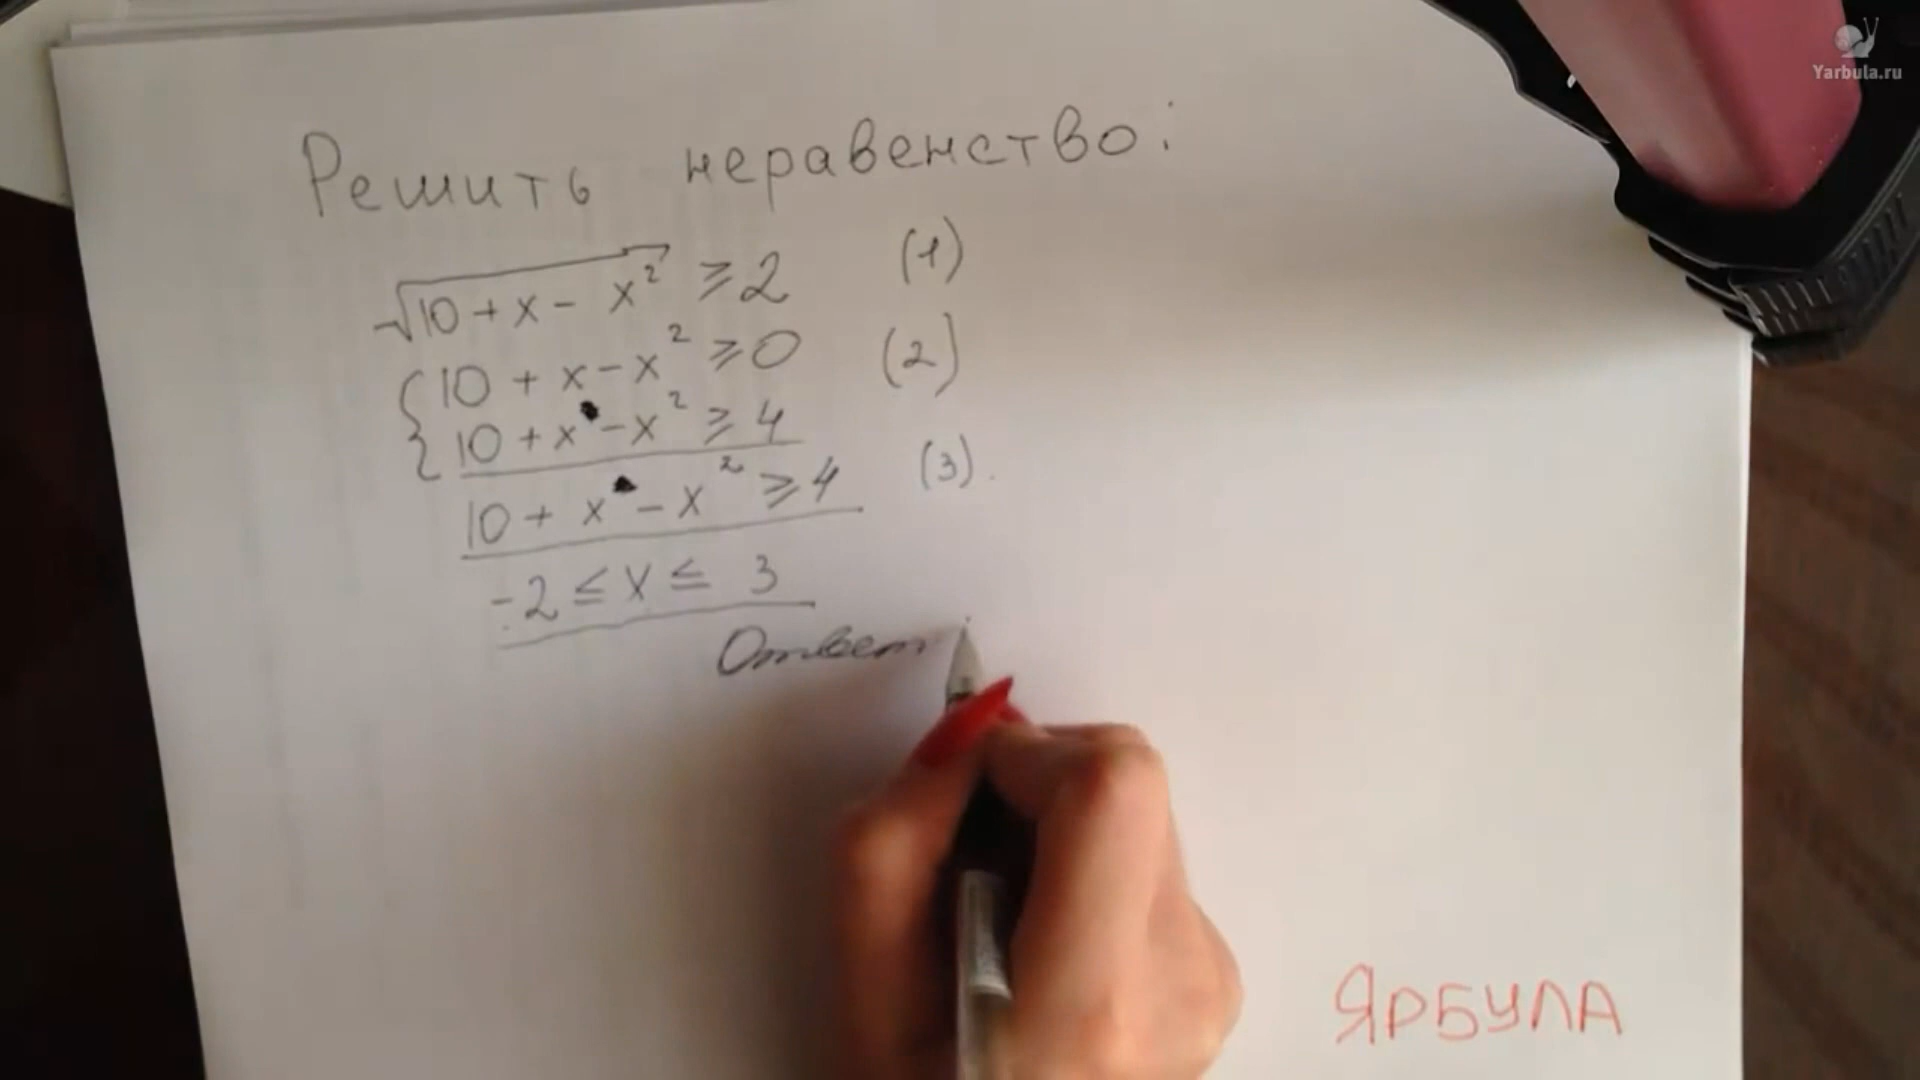 Yarbula.ru
Решить неравенство:
√10 + x - x² ≥ 2 (1)
{ 10 + x - x² ≥ 0 (2)
10 + x - x² ≥ 4
10 + x - x² ≥ 4 (3).
-2 ≤ x ≤ 3
Ответ
ЯРБУЛА